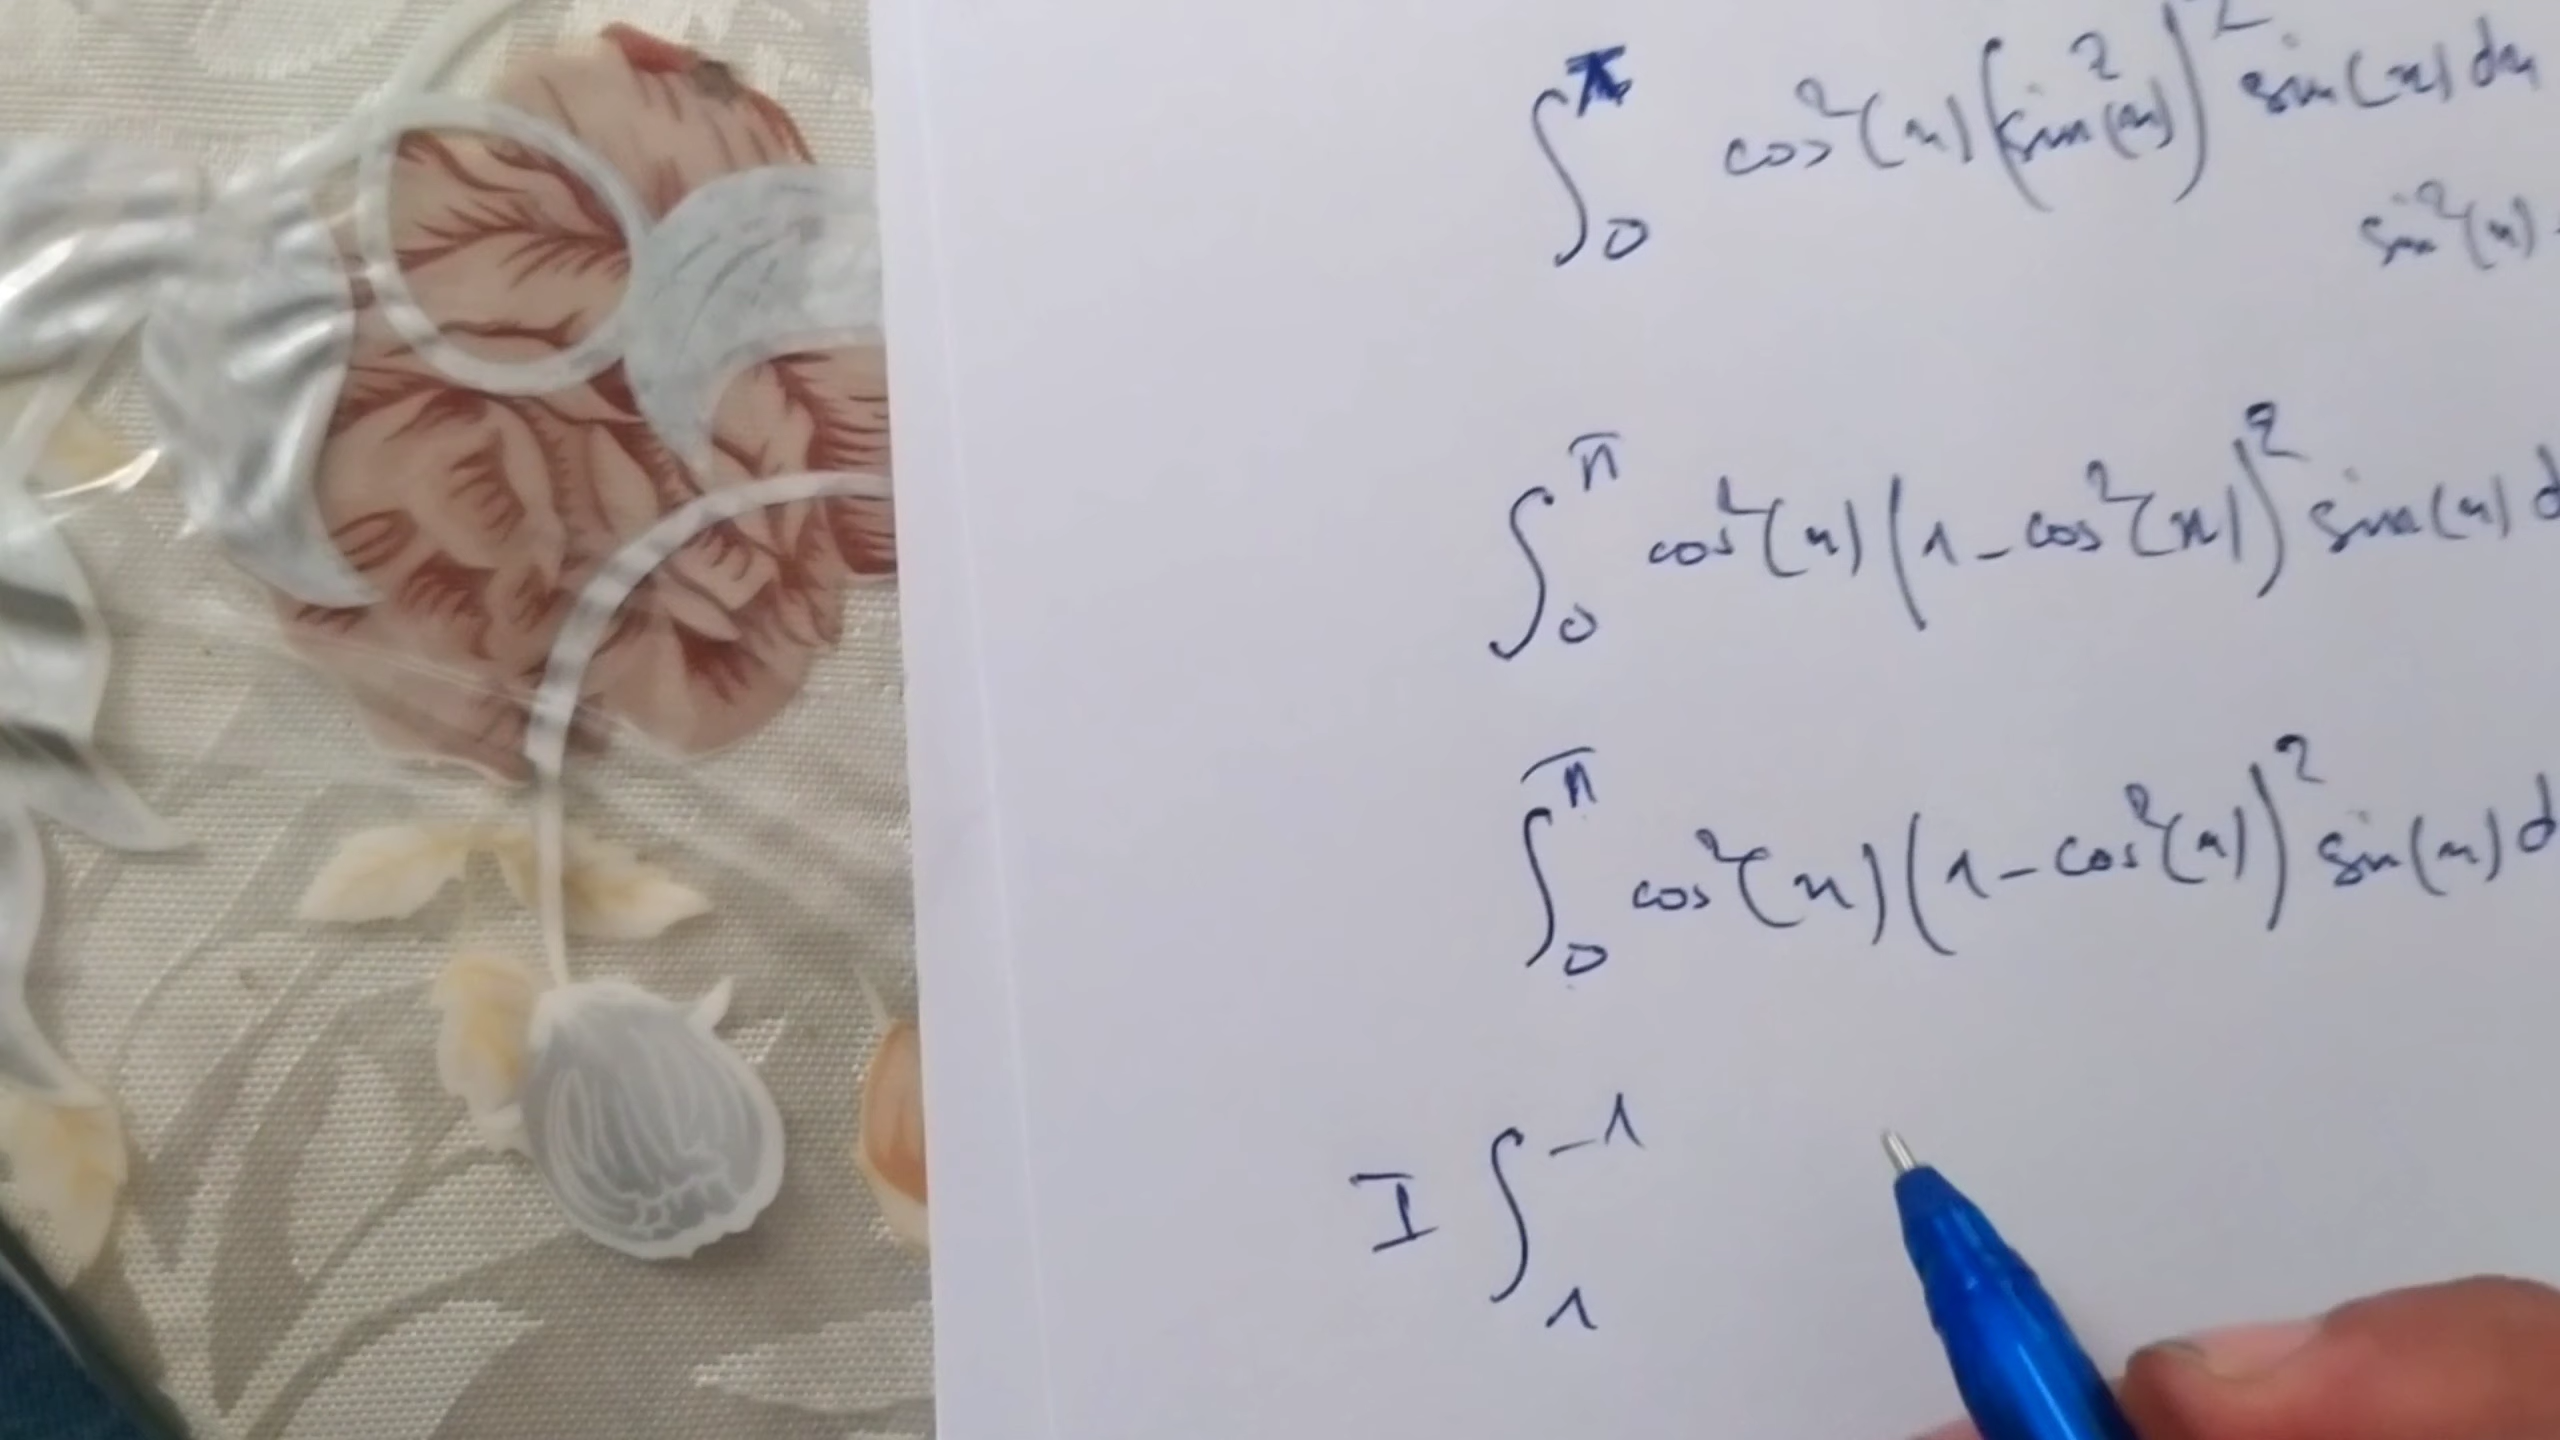 ∫₀^π cos²(x) (sin²(x))² sin(x) dx
sin²(x)
∫₀^π cos²(x) (1 - cos²(x))² sin(x) d
∫₀^π cos²(x) (1 - cos²(x))² sin(x) d
I ∫₁^-1